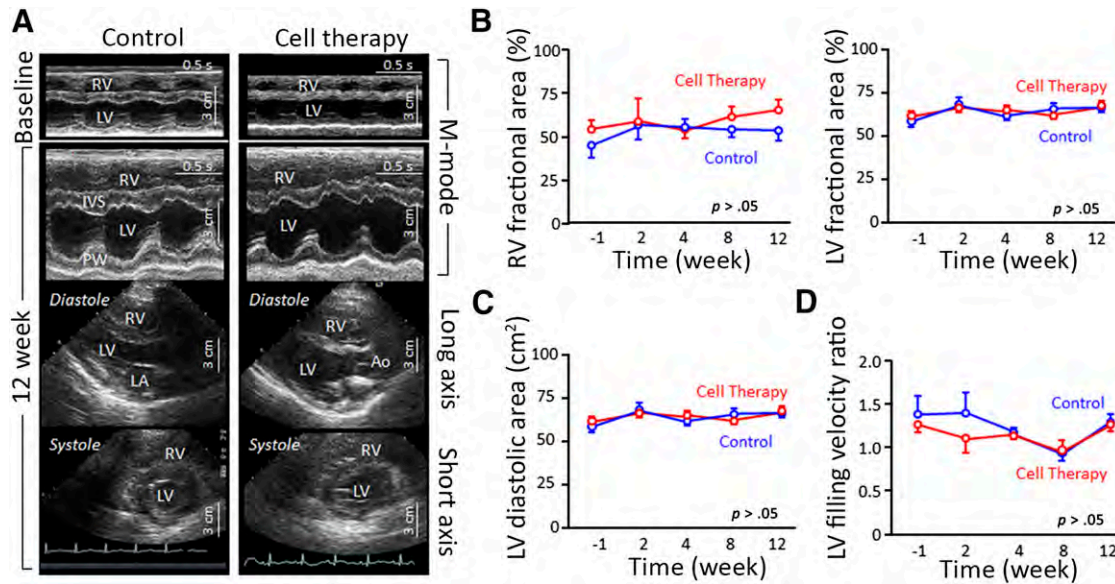 A
Control
Cell therapy
Baseline
0.5 s
RV
LV
3 cm
0.5 s
RV
LV
3 cm
M-mode
12 week
0.5 s
RV
IVS
LV
PW
3 cm
0.5 s
RV
LV
3 cm
Diastole
RV
LV
LA
3 cm
Diastole
RV
LV
Ao
3 cm
Long axis
Systole
RV
LV
3 cm
Systole
RV
LV
3 cm
Short axis
B
RV fractional area (%)
100
75
50
25
0
Cell Therapy
Control
p > .05
-1 2 4 8 12
Time (week)
LV fractional area (%)
100
75
50
25
0
Control
p > .05
-1 2 4 8 12
Time (week)
C
LV diastolic area (cm²)
100
75
50
25
0
Cell Therapy
Control
p > .05
-1 2 4 8 12
Time (week)
D
LV filling velocity ratio
2.0
1.5
1.0
0.5
0
Control
Cell Therapy
p > .05
-1 2 4 8 12
Time (week)